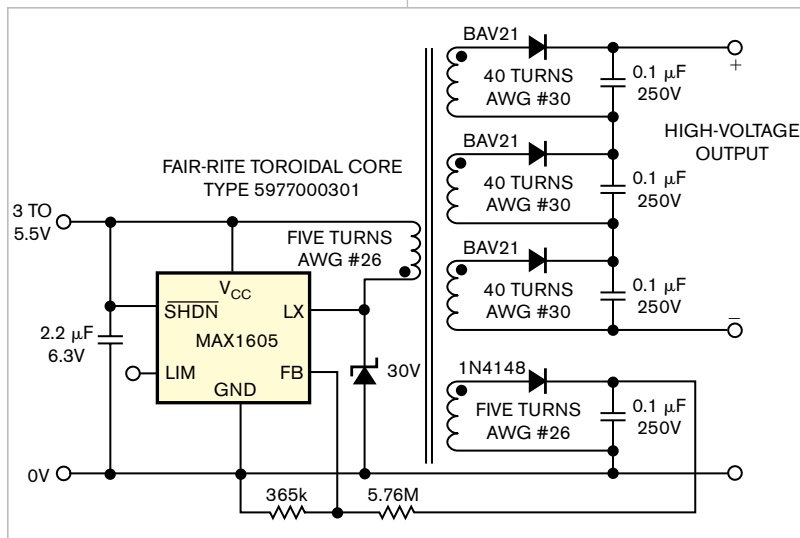 BAV21
40 TURNS
AWG #30
0.1 µF
250V
+
HIGH-VOLTAGE
OUTPUT
BAV21
40 TURNS
AWG #30
0.1 µF
250V
FAIR-RITE TOROIDAL CORE
TYPE 5977000301
3 TO
5.5V
FIVE TURNS
AWG #26
BAV21
40 TURNS
AWG #30
0.1 µF
250V
–
VCC
SHDN
LX
MAX1605
2.2 µF
6.3V
LIM
FB
GND
30V
1N4148
FIVE TURNS
AWG #26
0.1 µF
250V
0V
365k
5.76M